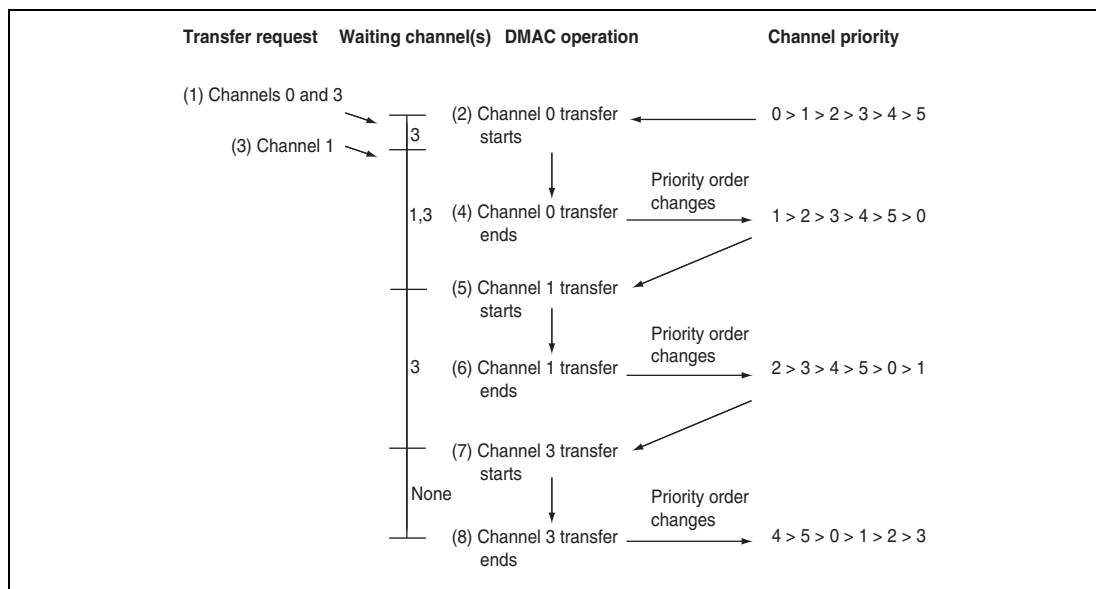 Transfer request Waiting channel(s) DMAC operation Channel priority
(1) Channels 0 and 3
(2) Channel 0 transfer
starts
0 > 1 > 2 > 3 > 4 > 5
3
(3) Channel 1
1,3
Priority order
changes
(4) Channel 0 transfer
ends
1 > 2 > 3 > 4 > 5 > 0
(5) Channel 1 transfer
starts
3
Priority order
changes
(6) Channel 1 transfer
ends
2 > 3 > 4 > 5 > 0 > 1
(7) Channel 3 transfer
starts
None
Priority order
changes
(8) Channel 3 transfer
ends
4 > 5 > 0 > 1 > 2 > 3